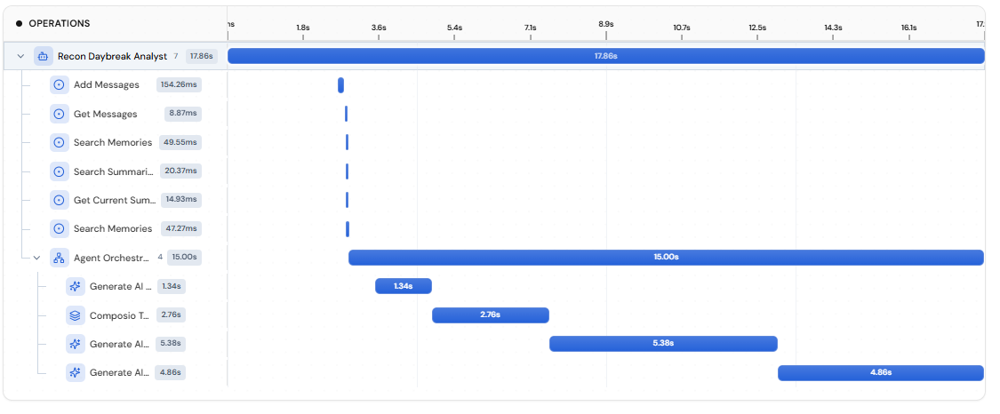 OPERATIONS
ns 1.8s 3.6s 5.4s 7.1s 8.9s 10.7s 12.5s 14.3s 16.1s 17.
Recon Daybreak Analyst 7 17.86s 17.86s
Add Messages 154.26ms
Get Messages 8.87ms
Search Memories 49.55ms
Search Summari... 20.37ms
Get Current Sum... 14.93ms
Search Memories 47.27ms
Agent Orchestr... 4 15.00s 15.00s
Generate AI ... 1.34s 1.34s
Composio T... 2.76s 2.76s
Generate AI... 5.38s 5.38s
Generate AI... 4.86s 4.86s